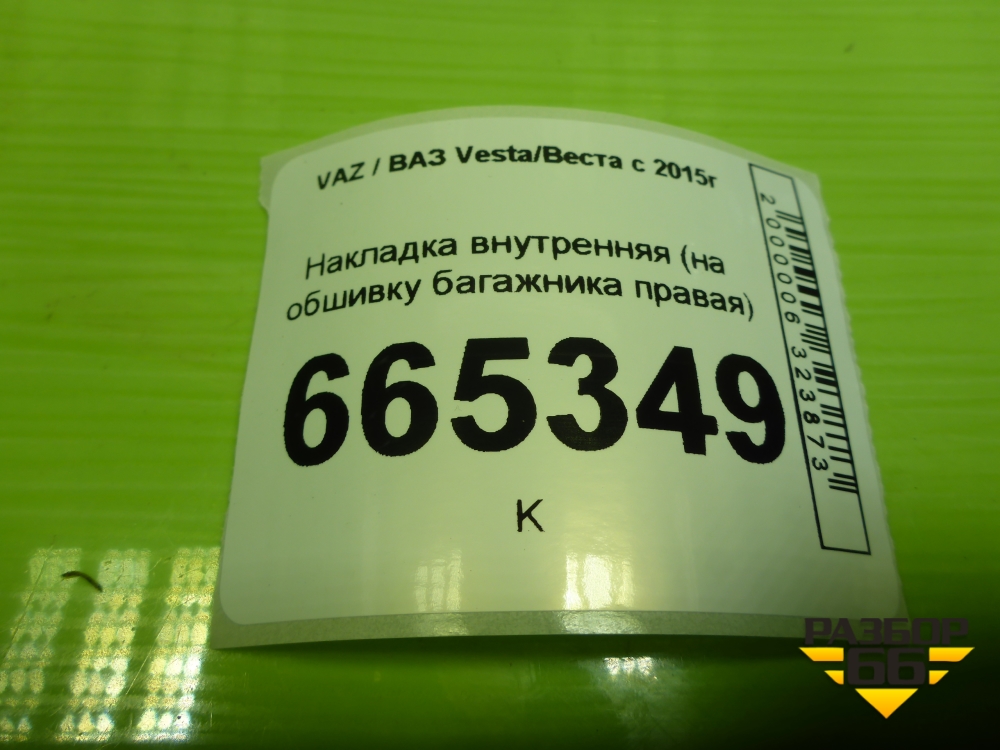 VAZ / ВАЗ Vesta/Веста с 2015г
Накладка внутренняя (на
обшивку багажника правая)
665349
К
2000006323873
РАЗБОР
66